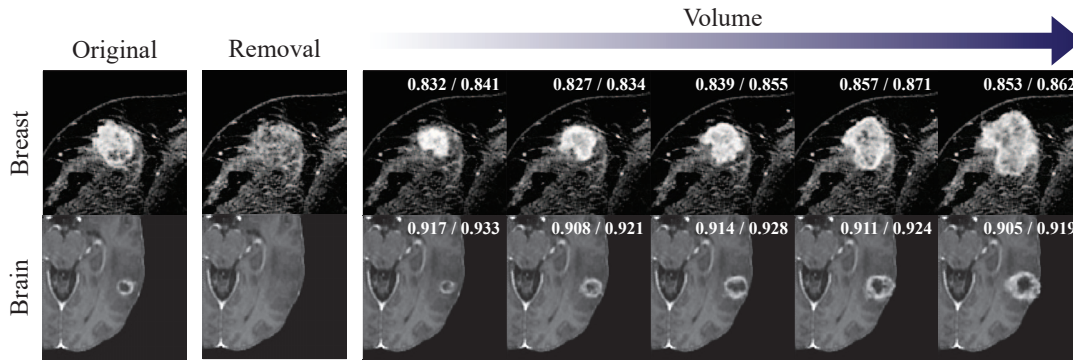 Volume
Original
Removal
Breast
0.832 / 0.841
0.827 / 0.834
0.839 / 0.855
0.857 / 0.871
0.853 / 0.862
Brain
0.917 / 0.933
0.908 / 0.921
0.914 / 0.928
0.911 / 0.924
0.905 / 0.919